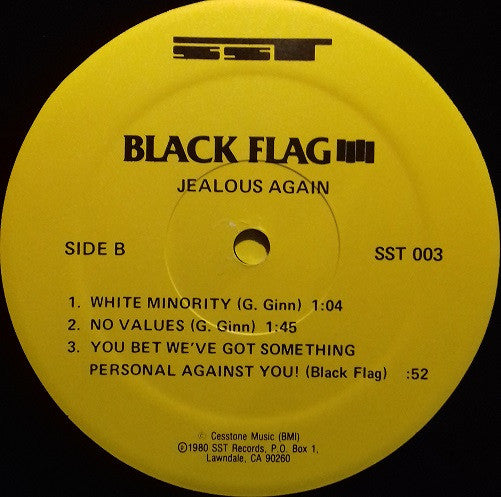 SST
BLACK FLAG
JEALOUS AGAIN
SIDE B
SST 003
1. WHITE MINORITY (G. Ginn) 1:04
2. NO VALUES (G. Ginn) 1:45
3. YOU BET WE'VE GOT SOMETHING
PERSONAL AGAINST YOU! (Black Flag) :52
© Cesstone Music (BMI)
℗1980 SST Records, P.O. Box 1,
Lawndale, CA 90260